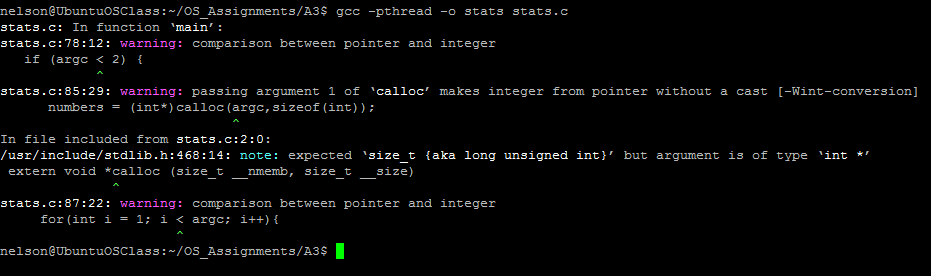 nelson@UbuntuOSClass:~/OS_Assignments/A3$ gcc -pthread -o stats stats.c
stats.c: In function ‘main’:
stats.c:78:12: warning: comparison between pointer and integer
if (argc < 2) {
^
stats.c:85:29: warning: passing argument 1 of ‘calloc’ makes integer from pointer without a cast [-Wint-conversion]
numbers = (int*)calloc(argc,sizeof(int));
^
In file included from stats.c:2:0:
/usr/include/stdlib.h:468:14: note: expected ‘size_t {aka long unsigned int}’ but argument is of type ‘int *’
extern void *calloc (size_t __nmemb, size_t __size)
^
stats.c:87:22: warning: comparison between pointer and integer
for(int i = 1; i < argc; i++){
^
nelson@UbuntuOSClass:~/OS_Assignments/A3$